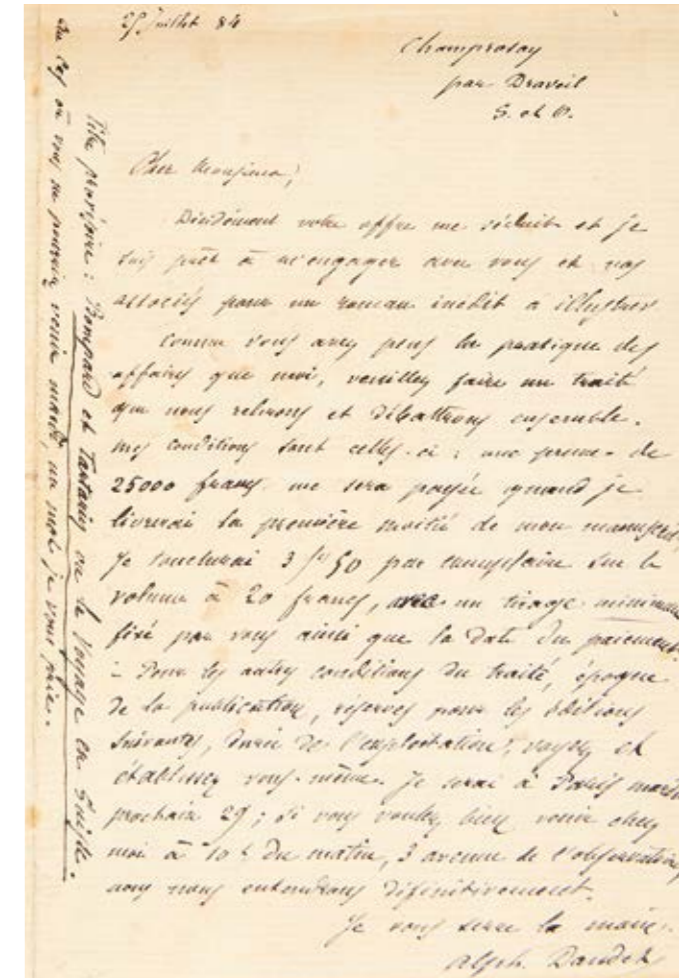 25 Juillet 84
Champrosay
par Draveil
S. et O.
Cher Monsieur,
Décidément votre offre me séduit et je
suis prêt à m'engager avec vous et vos
associés pour un roman inédit à illustrer
Comme vous avez plus la pratique des
affaires que moi, veuillez faire un traité
que nous relirons et débattrons ensemble.
mes conditions sont celles-ci : une prime de
25000 francs me sera payée quand je
livrerai la première moitié de mon manuscrit,
Je toucherai 3 fr 50 par exemplaire sur le
volume à 20 francs, avec un tirage minimum
fixé par vous ainsi que la date du paiement.
- Pour les autres conditions du traité, époque
de la publication, réserves pour les éditions
suivantes, durée de l'exploitation, voyez et
établissez vous-même. Je serai à Paris mardi
prochain 29 ; si vous voulez bien venir chez
moi à 10 h du matin, 3 avenue de l'observatoire,
nous nous entendrons définitivement.
Je vous serre la main.
Alph. Daudet
Titre provisoire : Bompard et Tartarin ou le Voyage en Suisse.
Au cas où vous ne pourriez venir mardi, un mot je vous prie.